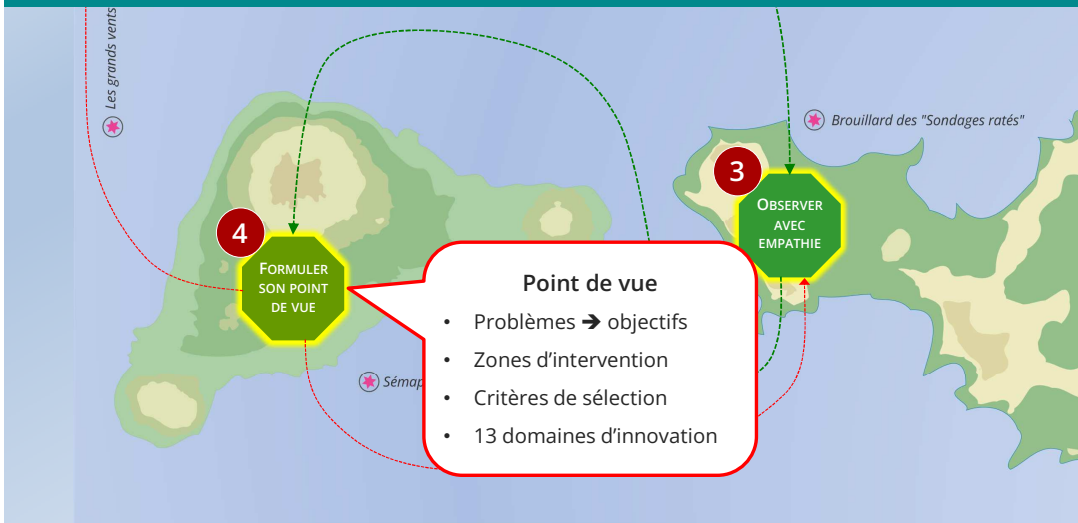 Les grands vents
Brouillard des "Sondages ratés"
3
OBSERVER
AVEC
EMPATHIE
4
FORMULER
SON POINT
DE VUE
Point de vue
• Problèmes ➔ objectifs
• Zones d’intervention
• Critères de sélection
• 13 domaines d’innovation